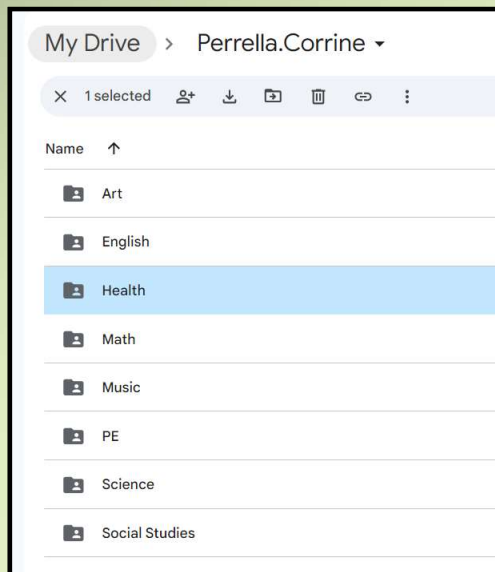 My Drive > Perrella.Corrine
1 selected
Name
Art
English
Health
Math
Music
PE
Science
Social Studies